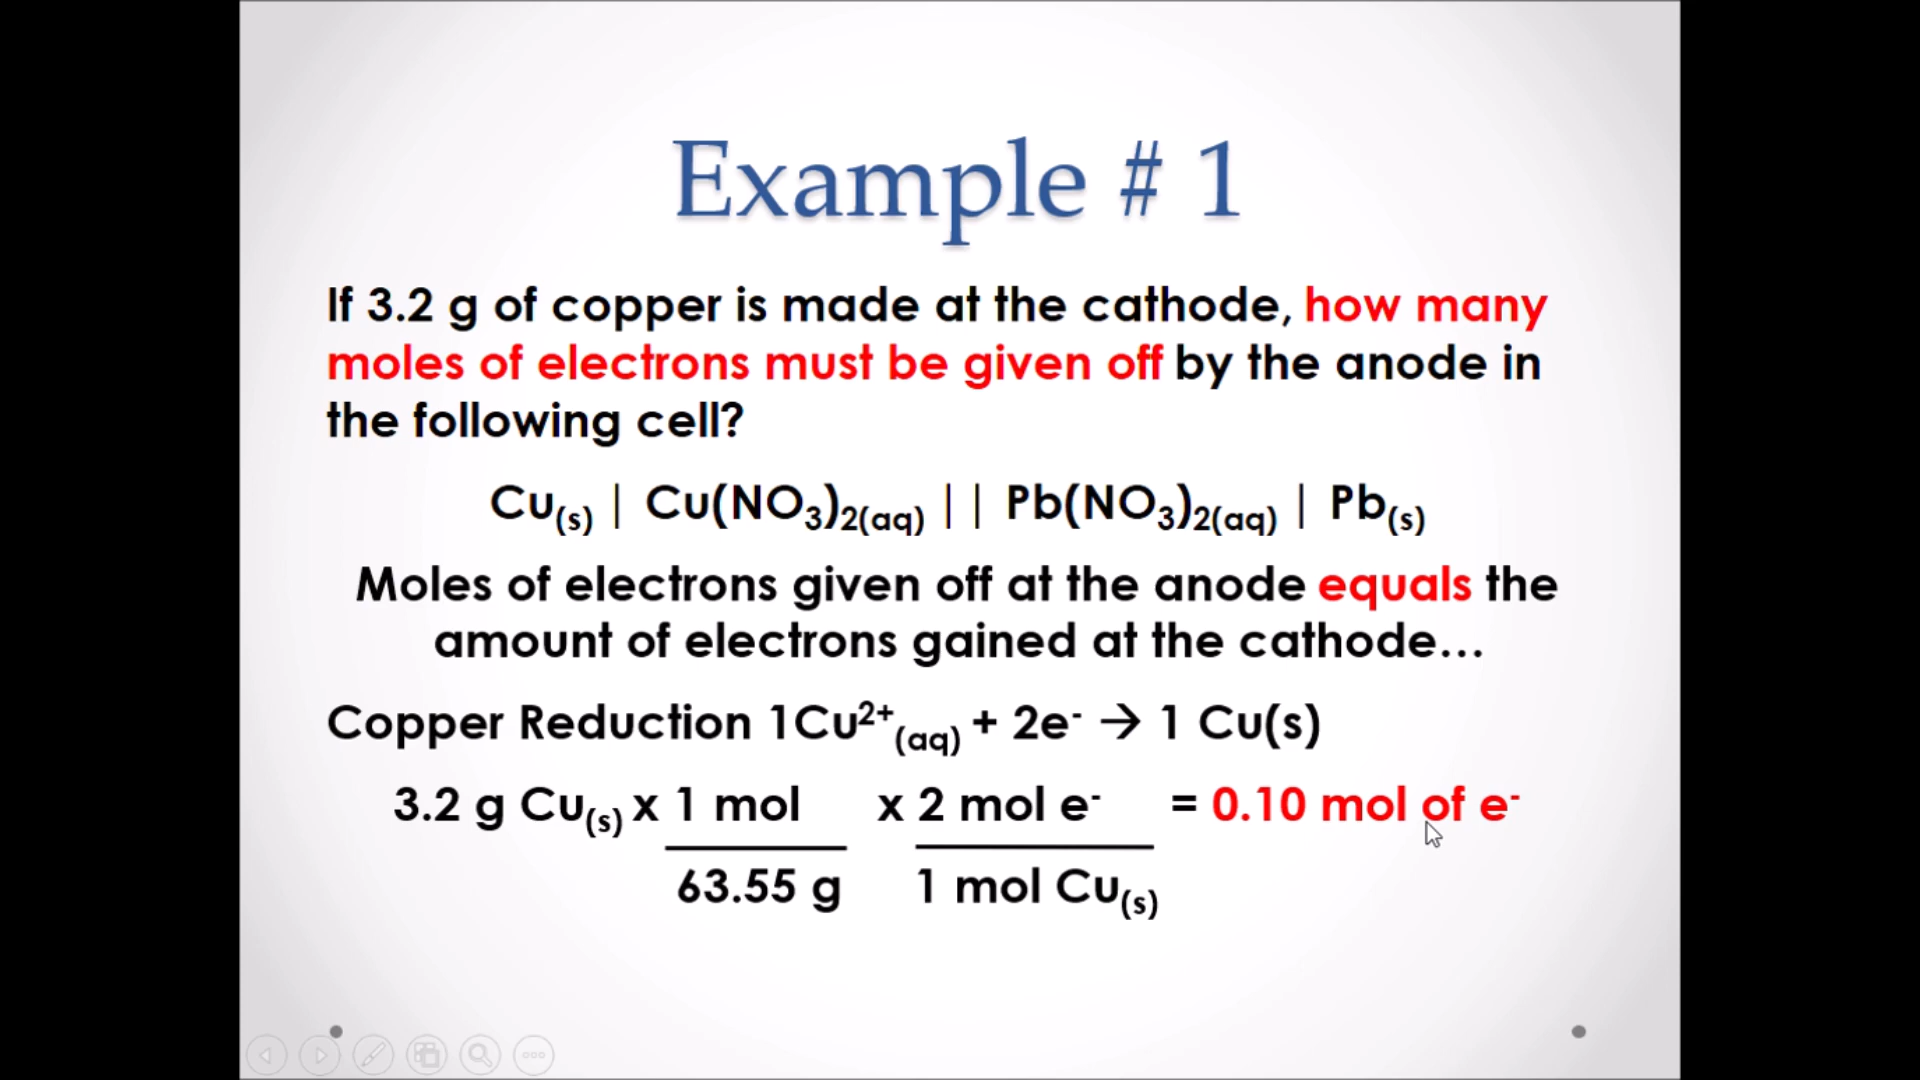 Example # 1
If 3.2 g of copper is made at the cathode, how many
moles of electrons must be given off by the anode in
the following cell?
Cu(s) | Cu(NO3)2(aq) | | Pb(NO3)2(aq) | Pb(s)
Moles of electrons given off at the anode equals the
amount of electrons gained at the cathode…
Copper Reduction 1Cu²⁺(aq) + 2e⁻ → 1 Cu(s)
3.2 g Cu(s) x 1 mol x 2 mol e⁻ = 0.10 mol of e⁻
63.55 g 1 mol Cu(s)